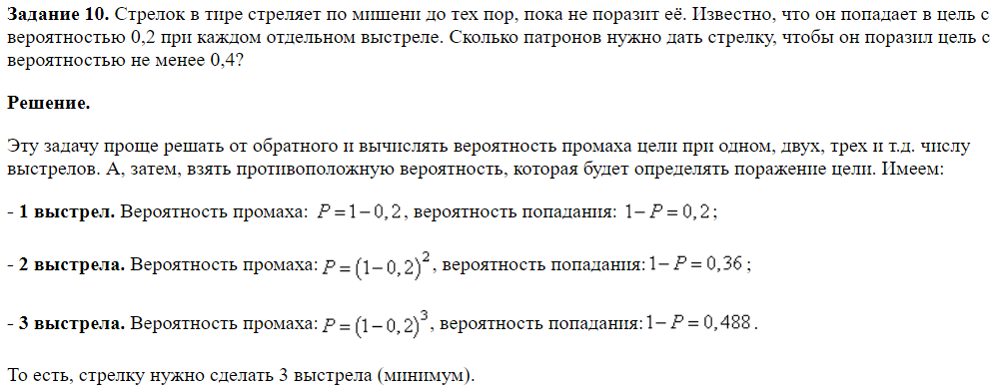 Задание 10. Стрелок в тире стреляет по мишени до тех пор, пока не поразит её. Известно, что он попадает в цель с
вероятностью 0,2 при каждом отдельном выстреле. Сколько патронов нужно дать стрелку, чтобы он поразил цель с
вероятностью не менее 0,4?
Решение.
Эту задачу проще решать от обратного и вычислять вероятность промаха цели при одном, двух, трех и т.д. числу
выстрелов. А, затем, взять противоположную вероятность, которая будет определять поражение цели. Имеем:
- 1 выстрел. Вероятность промаха: P=1-0,2, вероятность попадания: 1-P=0,2;
- 2 выстрела. Вероятность промаха: P=(1-0,2)², вероятность попадания: 1-P=0,36;
- 3 выстрела. Вероятность промаха: P=(1-0,2)³, вероятность попадания: 1-P=0,488.
То есть, стрелку нужно сделать 3 выстрела (минимум).